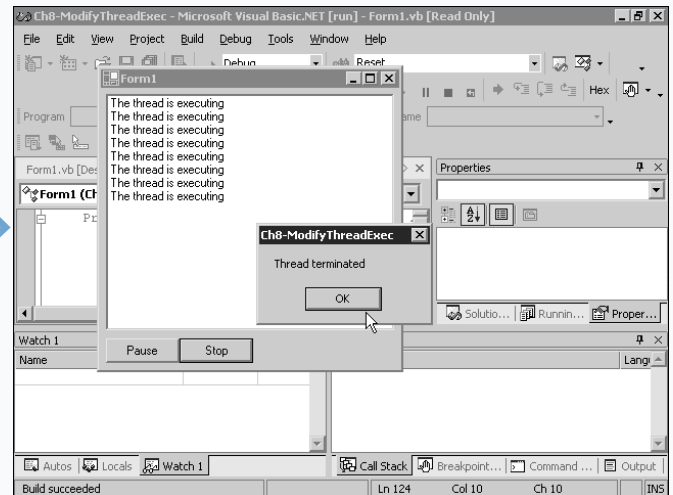 Ch8-ModifyThreadExec - Microsoft Visual Basic.NET [run] - Form1.vb [Read Only]
File Edit View Project Build Debug Tools Window Help
Debug Reset
Form1
Hex
Program
The thread is executing
The thread is executing
The thread is executing
The thread is executing
The thread is executing
The thread is executing
The thread is executing
ame
Form1.vb [Des
Properties
Form1 (Ch
Pr
Ch8-ModifyThreadExec
Thread terminated
OK
Solutio... Runnin... Proper...
Pause Stop
Watch 1
Name
Lang
Autos Locals Watch 1
Call Stack Breakpoint... Command ... Output
Build succeeded Ln 124 Col 10 Ch 10 INS